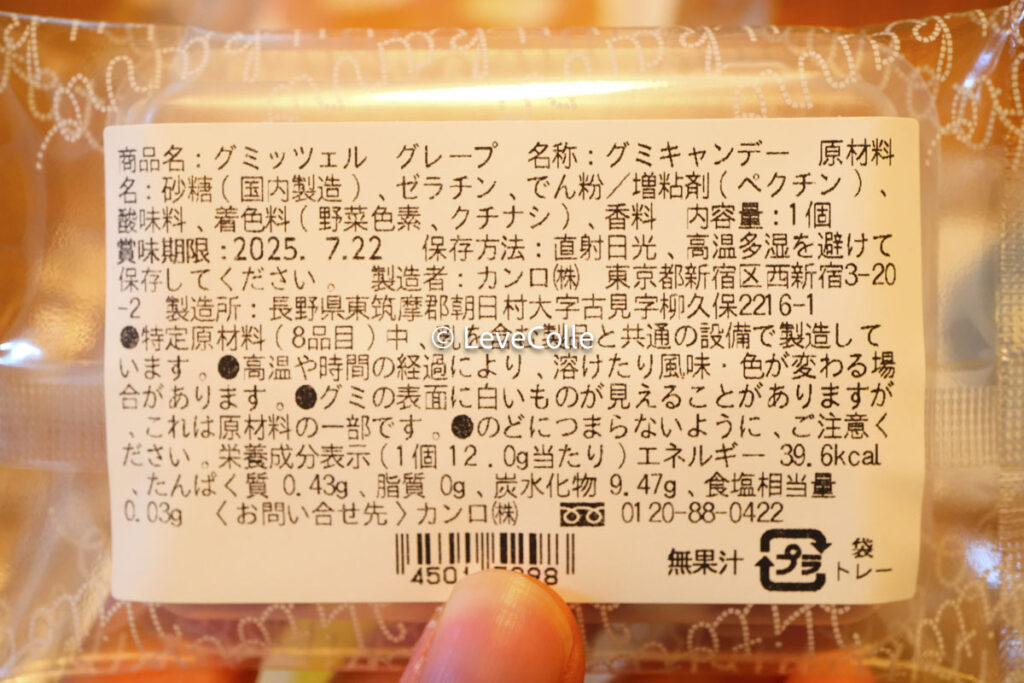 商品名：グミッツェル　グレープ　名称：グミキャンデー　原材料
名：砂糖（国内製造）、ゼラチン、でん粉／増粘剤（ペクチン）、
酸味料、着色料（野菜色素、クチナシ）、香料　内容量：1個
賞味期限：2025. 7.22　保存方法：直射日光、高温多湿を避けて
保存してください。　製造者：カンロ㈱　東京都新宿区西新宿3-20
-2　製造所：長野県東筑摩郡朝日村大字古見字柳久保2216-1
●特定原材料（8品目）中、乳を含む製品と共通の設備で製造して
います。●高温や時間の経過により、溶けたり風味・色が変わる場
合があります。●グミの表面に白いものが見えることがありますが
、これは原材料の一部です。●のどにつまらないように、ご注意く
ださい。栄養成分表示（1個 12.0g当たり）エネルギー 39.6kcal
、たんぱく質 0.43g、脂質 0g、炭水化物 9.47g、食塩相当量
0.03g　〈お問い合せ先〉カンロ㈱　0120-88-0422
© LeveColle
無果汁　プラ　袋
トレー